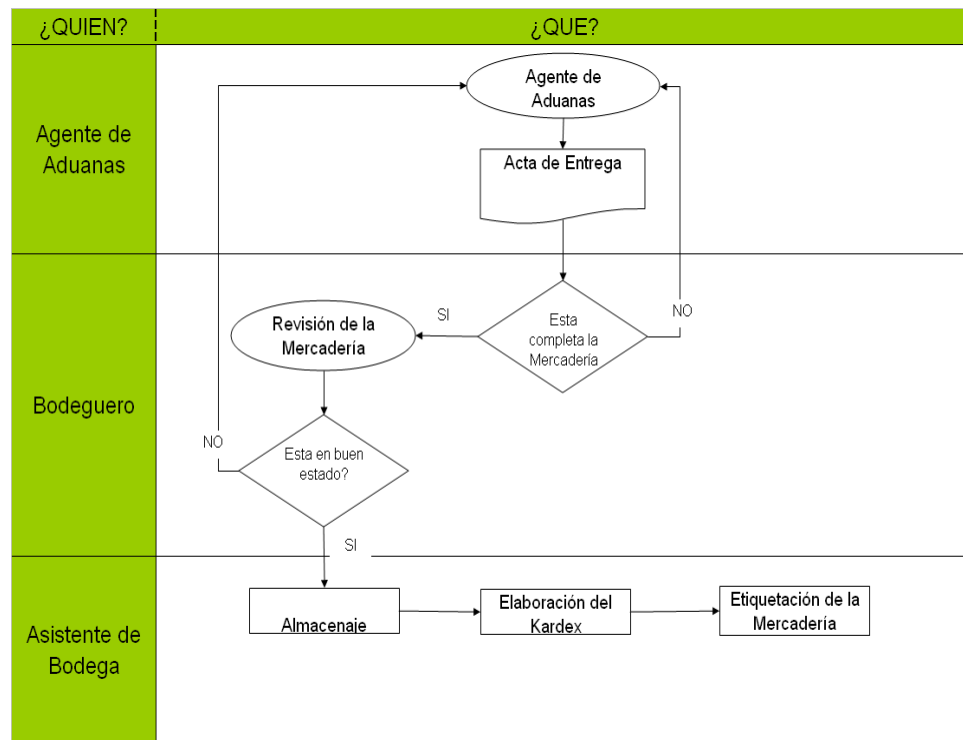 ¿QUIEN?
¿QUE?
Agente de
Aduanas
Agente de
Aduanas
Acta de Entrega
Bodeguero
Revisión de la
Mercadería
SI
Esta
completa la
Mercadería
NO
NO
Esta en buen
estado?
SI
Asistente de
Bodega
Almacenaje
Elaboración del
Kardex
Etiquetación de la
Mercadería